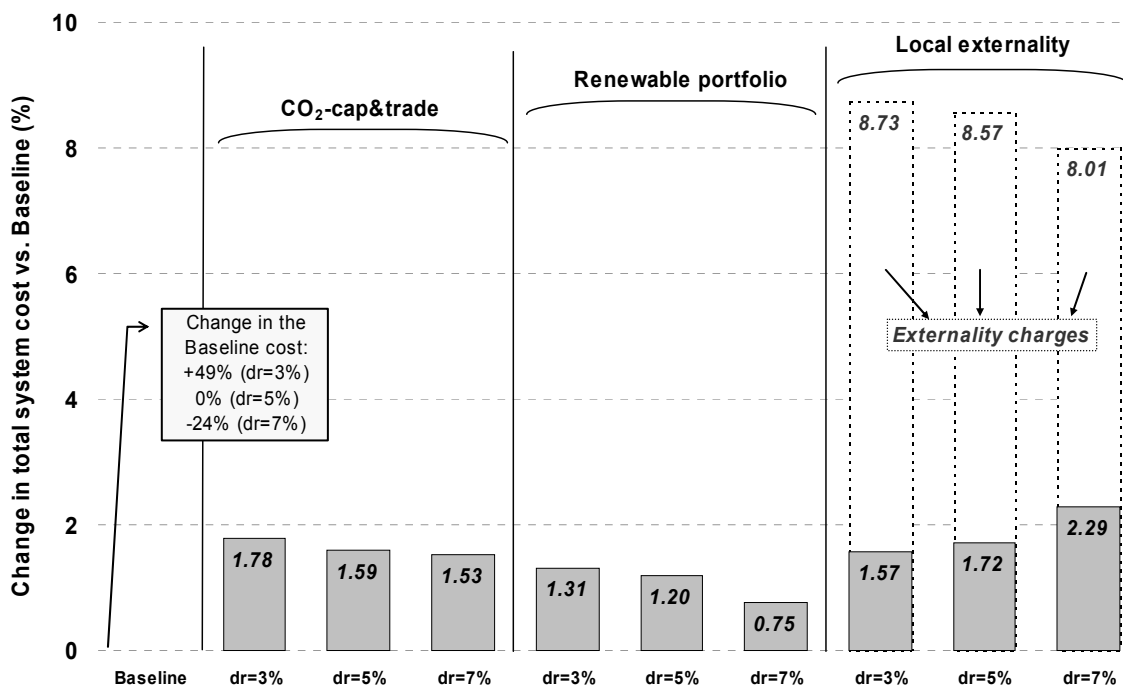 Change in total system cost vs. Baseline (%)
10
8
6
4
2
0
CO₂-cap&trade
Renewable portfolio
Local externality
8.73
8.57
8.01
Externality charges
Change in the
Baseline cost:
+49% (dr=3%)
0% (dr=5%)
-24% (dr=7%)
1.78
1.59
1.53
1.31
1.20
0.75
1.57
1.72
2.29
Baseline
dr=3%
dr=5%
dr=7%
dr=3%
dr=5%
dr=7%
dr=3%
dr=5%
dr=7%